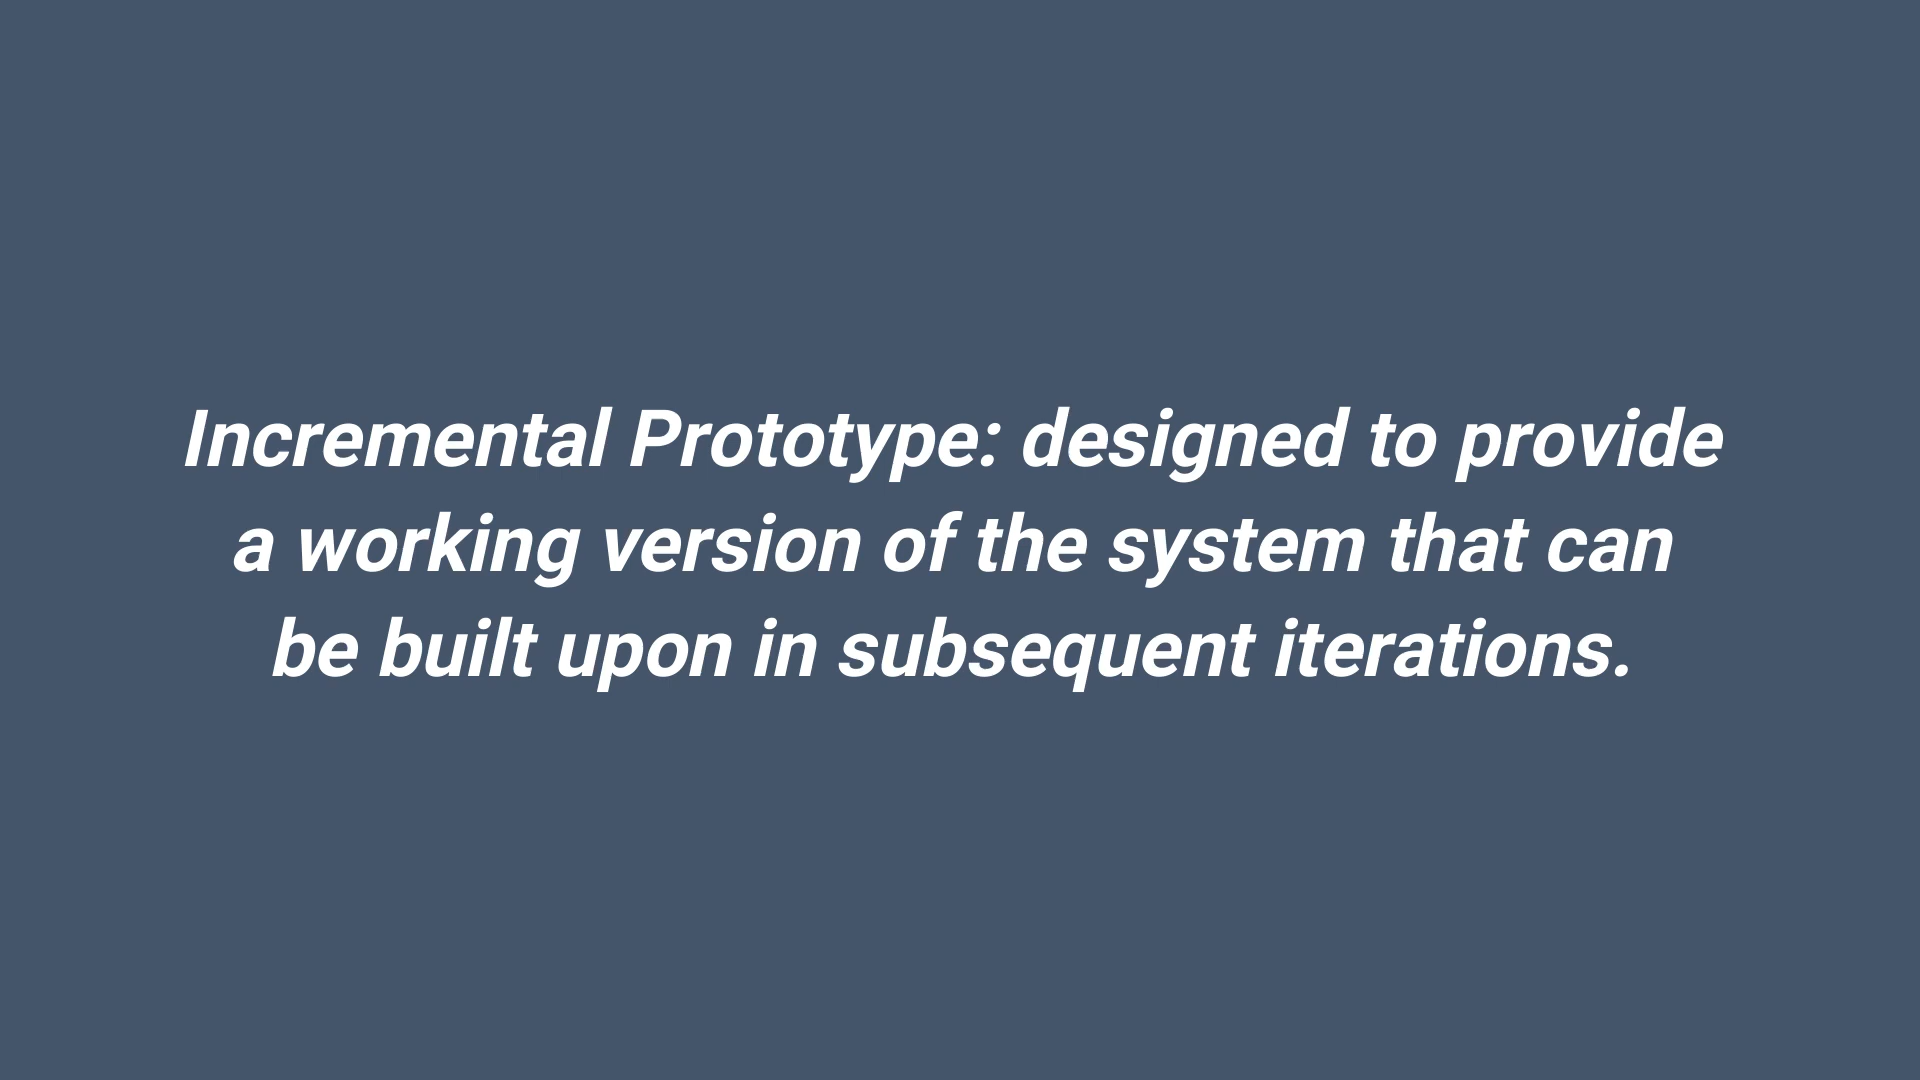 Incremental Prototype: designed to provide
a working version of the system that can
be built upon in subsequent iterations.